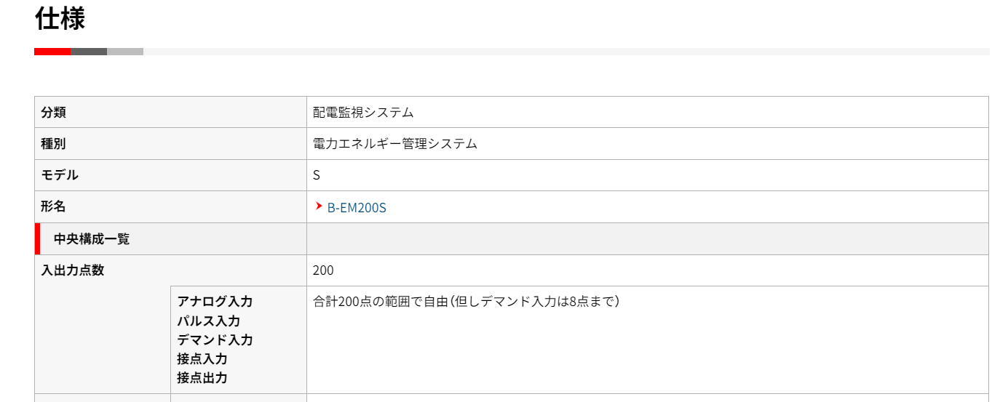 仕様
分類 配電監視システム
種別 電力エネルギー管理システム
モデル S
形名 B-EM200S
中央構成一覧
入出力点数 200
アナログ入力 合計200点の範囲で自由（但しデマンド入力は8点まで）
パルス入力
デマンド入力
接点入力
接点出力